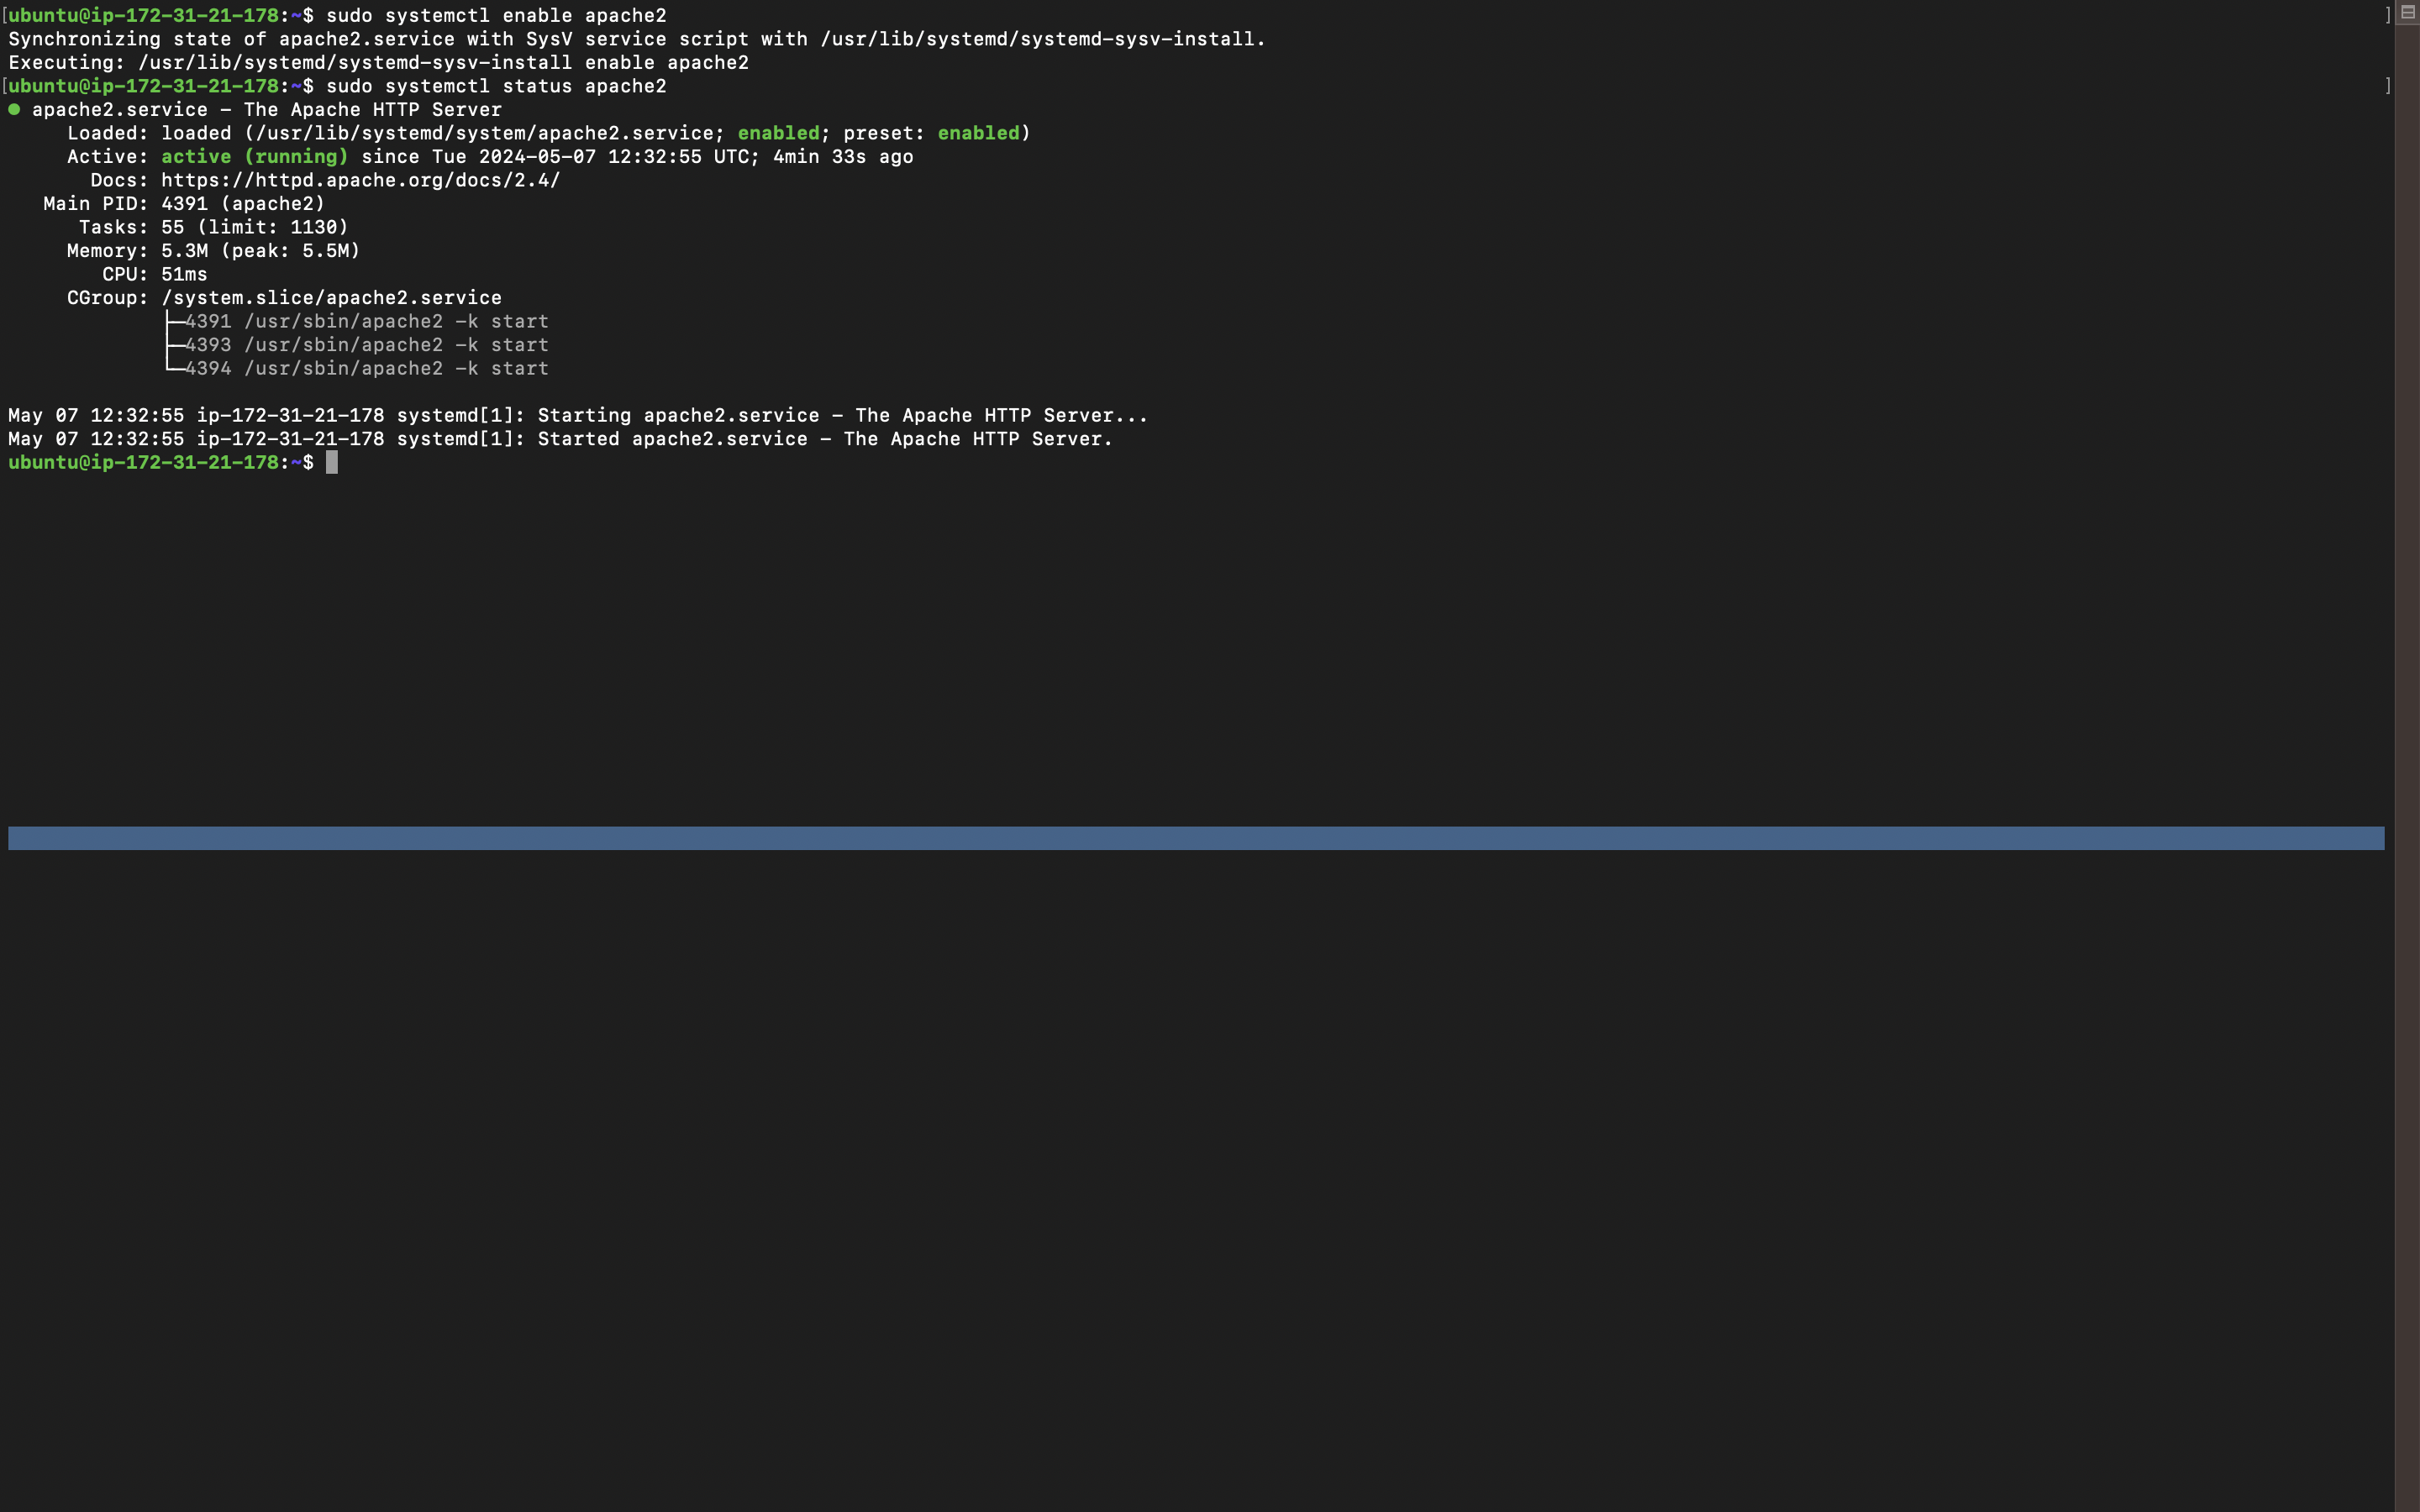 [ubuntu@ip-172-31-21-178:~$ sudo systemctl enable apache2 ]
Synchronizing state of apache2.service with SysV service script with /usr/lib/systemd/systemd-sysv-install.
Executing: /usr/lib/systemd/systemd-sysv-install enable apache2
[ubuntu@ip-172-31-21-178:~$ sudo systemctl status apache2 ]
● apache2.service - The Apache HTTP Server
Loaded: loaded (/usr/lib/systemd/system/apache2.service; enabled; preset: enabled)
Active: active (running) since Tue 2024-05-07 12:32:55 UTC; 4min 33s ago
Docs: https://httpd.apache.org/docs/2.4/
Main PID: 4391 (apache2)
Tasks: 55 (limit: 1130)
Memory: 5.3M (peak: 5.5M)
CPU: 51ms
CGroup: /system.slice/apache2.service
├─4391 /usr/sbin/apache2 -k start
├─4393 /usr/sbin/apache2 -k start
└─4394 /usr/sbin/apache2 -k start
May 07 12:32:55 ip-172-31-21-178 systemd[1]: Starting apache2.service - The Apache HTTP Server...
May 07 12:32:55 ip-172-31-21-178 systemd[1]: Started apache2.service - The Apache HTTP Server.
ubuntu@ip-172-31-21-178:~$